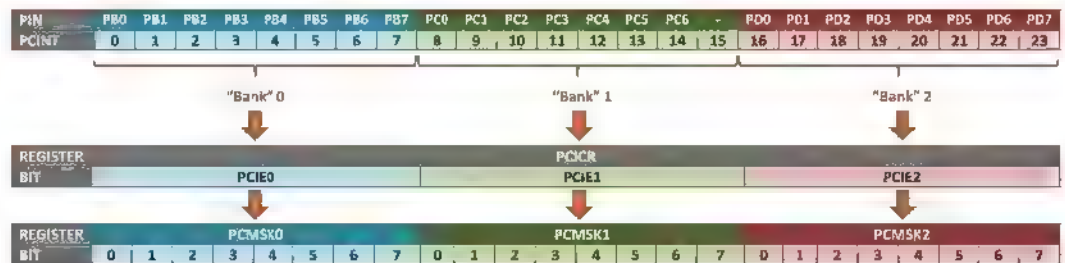 PIN PB0 PB1 PB2 PB3 PB4 PB5 PB6 PB7 PC0 PC1 PC2 PC3 PC4 PC5 PC6 - PD0 PD1 PD2 PD3 PD4 PD5 PD6 PD7
PCINT 0 1 2 3 4 5 6 7 8 9 10 11 12 13 14 15 16 17 18 19 20 21 22 23
"Bank" 0 "Bank" 1 "Bank" 2
REGISTER PCICR
BIT PCIE0 PCIE1 PCIE2
REGISTER PCMSK0 PCMSK1 PCMSK2
BIT 0 1 2 3 4 5 6 7 0 1 2 3 4 5 6 7 0 1 2 3 4 5 6 7